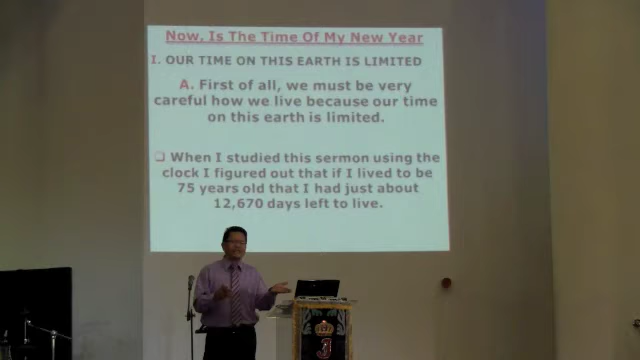 Now, Is The Time Of My New Year
I. OUR TIME ON THIS EARTH IS LIMITED
A. First of all, we must be very
careful how we live because our time
on this earth is limited.
❑ When I studied this sermon using the
clock I figured out that if I lived to be
75 years old that I had just about
12,670 days left to live.
J